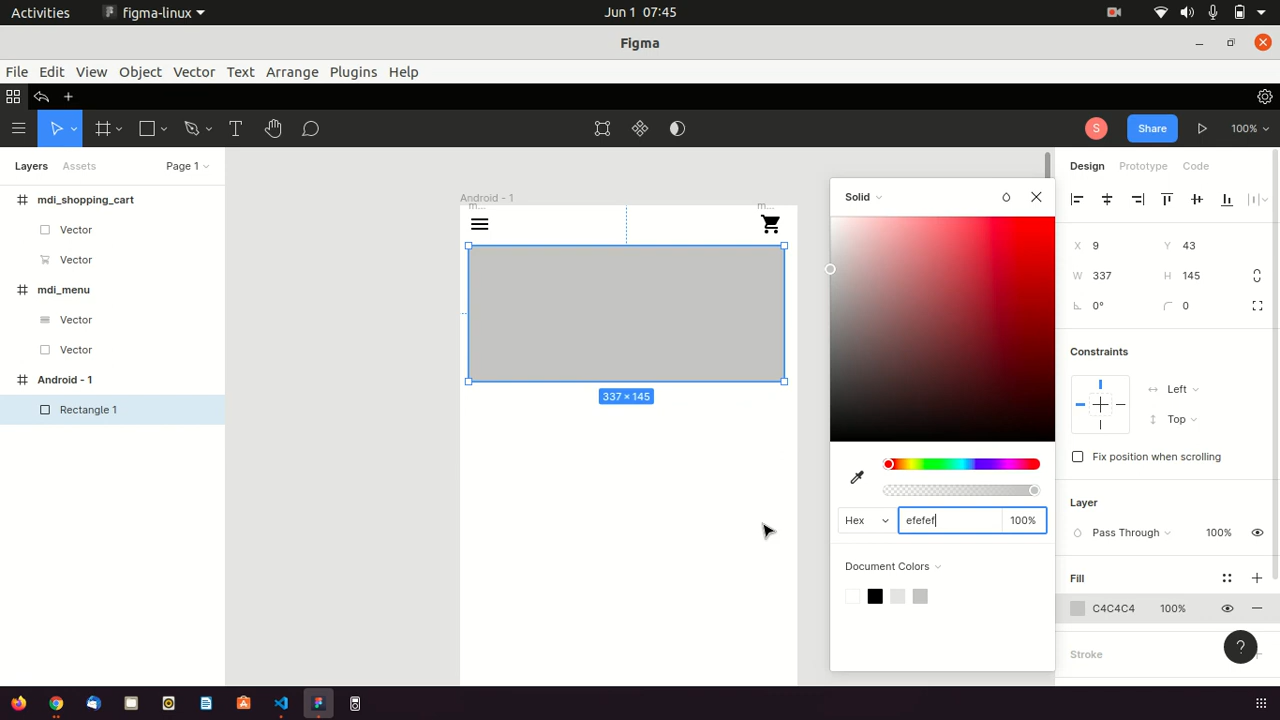 Activities
figma-linux
Jun 1 07:45
Figma
File Edit View Object Vector Text Arrange Plugins Help
S
Share
100%
Layers
Assets
Page 1
mdi_shopping_cart
Vector
Vector
mdi_menu
Vector
Vector
Android - 1
Rectangle 1
Android - 1
m...
m...
337 × 145
Solid
Hex
efefef
100%
Document Colors
Design
Prototype
Code
X 9
Y 43
W 337
H 145
0°
0
Constraints
Left
Top
Fix position when scrolling
Layer
Pass Through
100%
Fill
C4C4C4
100%
Stroke
?